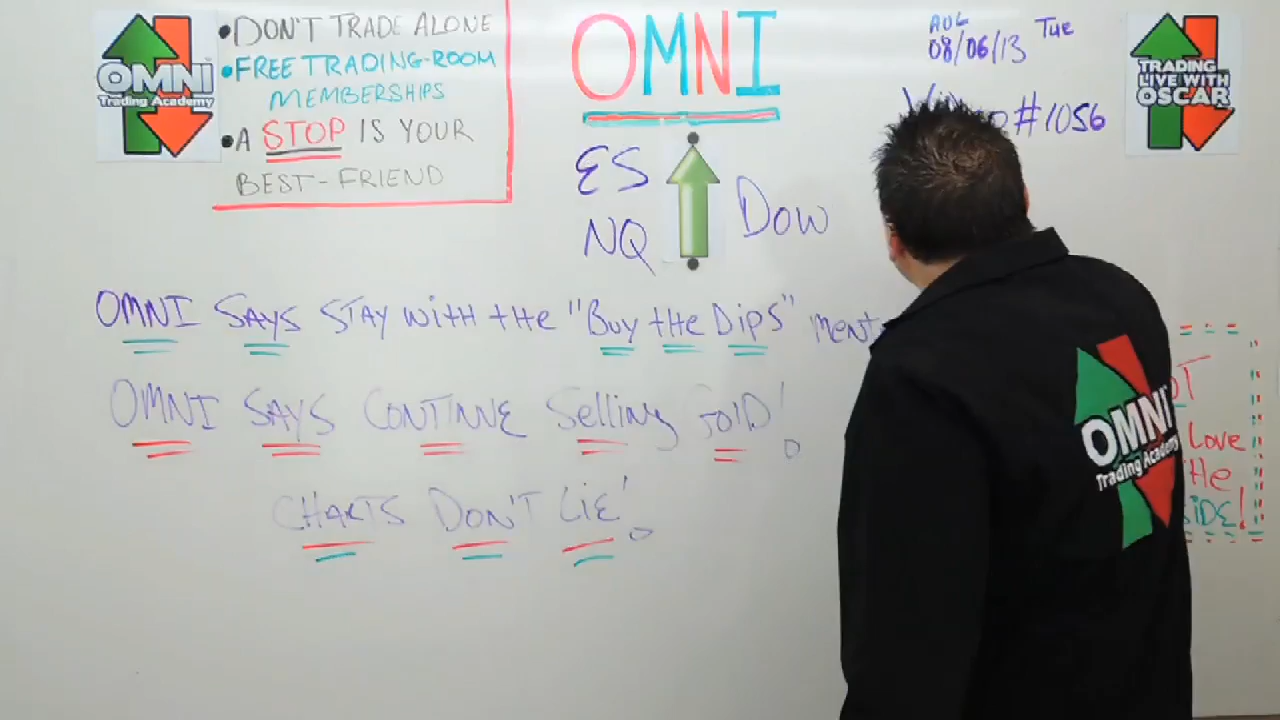 OMNI
Trading Academy
•DON'T TRADE ALONE
•FREE TRADING-ROOM
MEMBERSHIPS
•A STOP IS YOUR
BEST-FRIEND
OMNI
AUG
08/06/13 Tue
#1056
TRADING
LIVE WITH
OSCAR
ES
NQ
DOW
OMNI SAYS STAY WITH THE "BUY THE DIPS"
OMNI SAYS CONTINUE SELLING GOLD!
CHARTS DON'T LIE!
OMNI
Trading Academy
LOVE